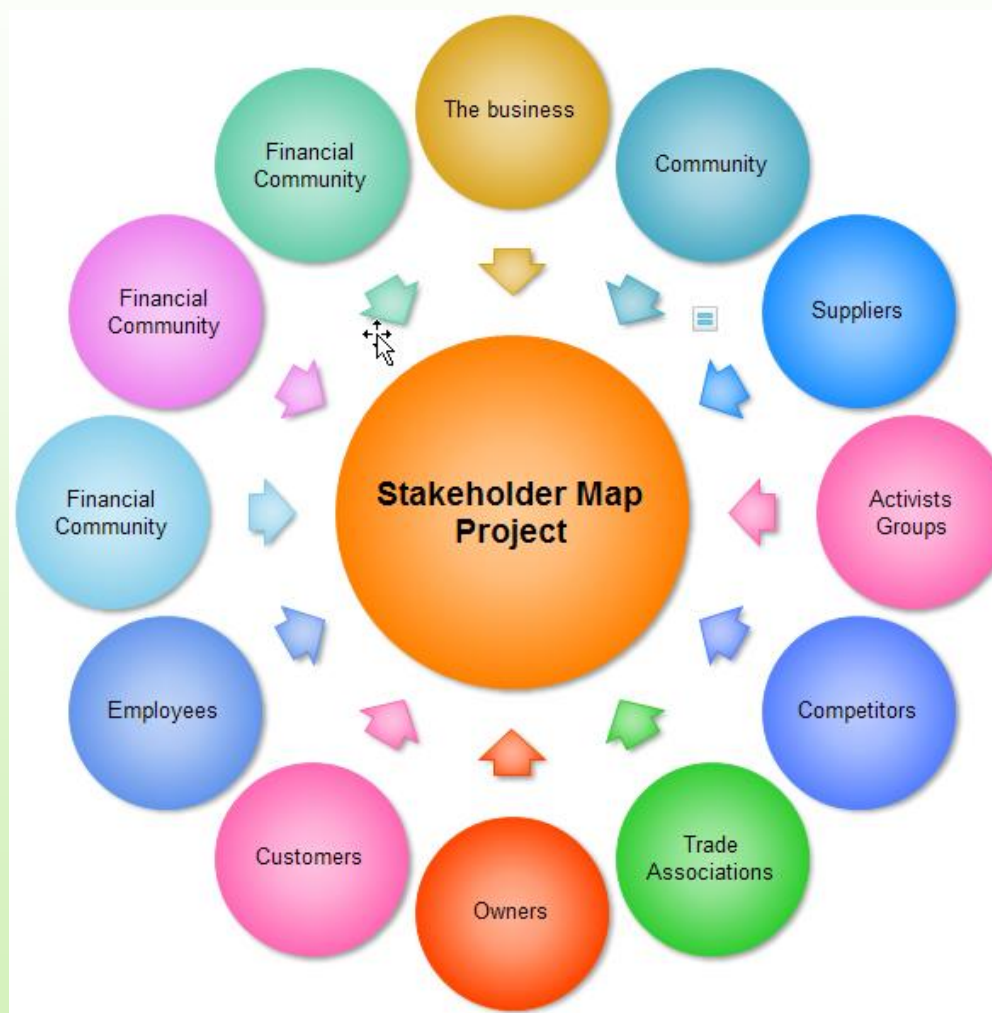 The business
Community
Suppliers
Activists
Groups
Competitors
Trade
Associations
Owners
Customers
Employees
Financial
Community
Financial
Community
Financial
Community
Stakeholder Map
Project